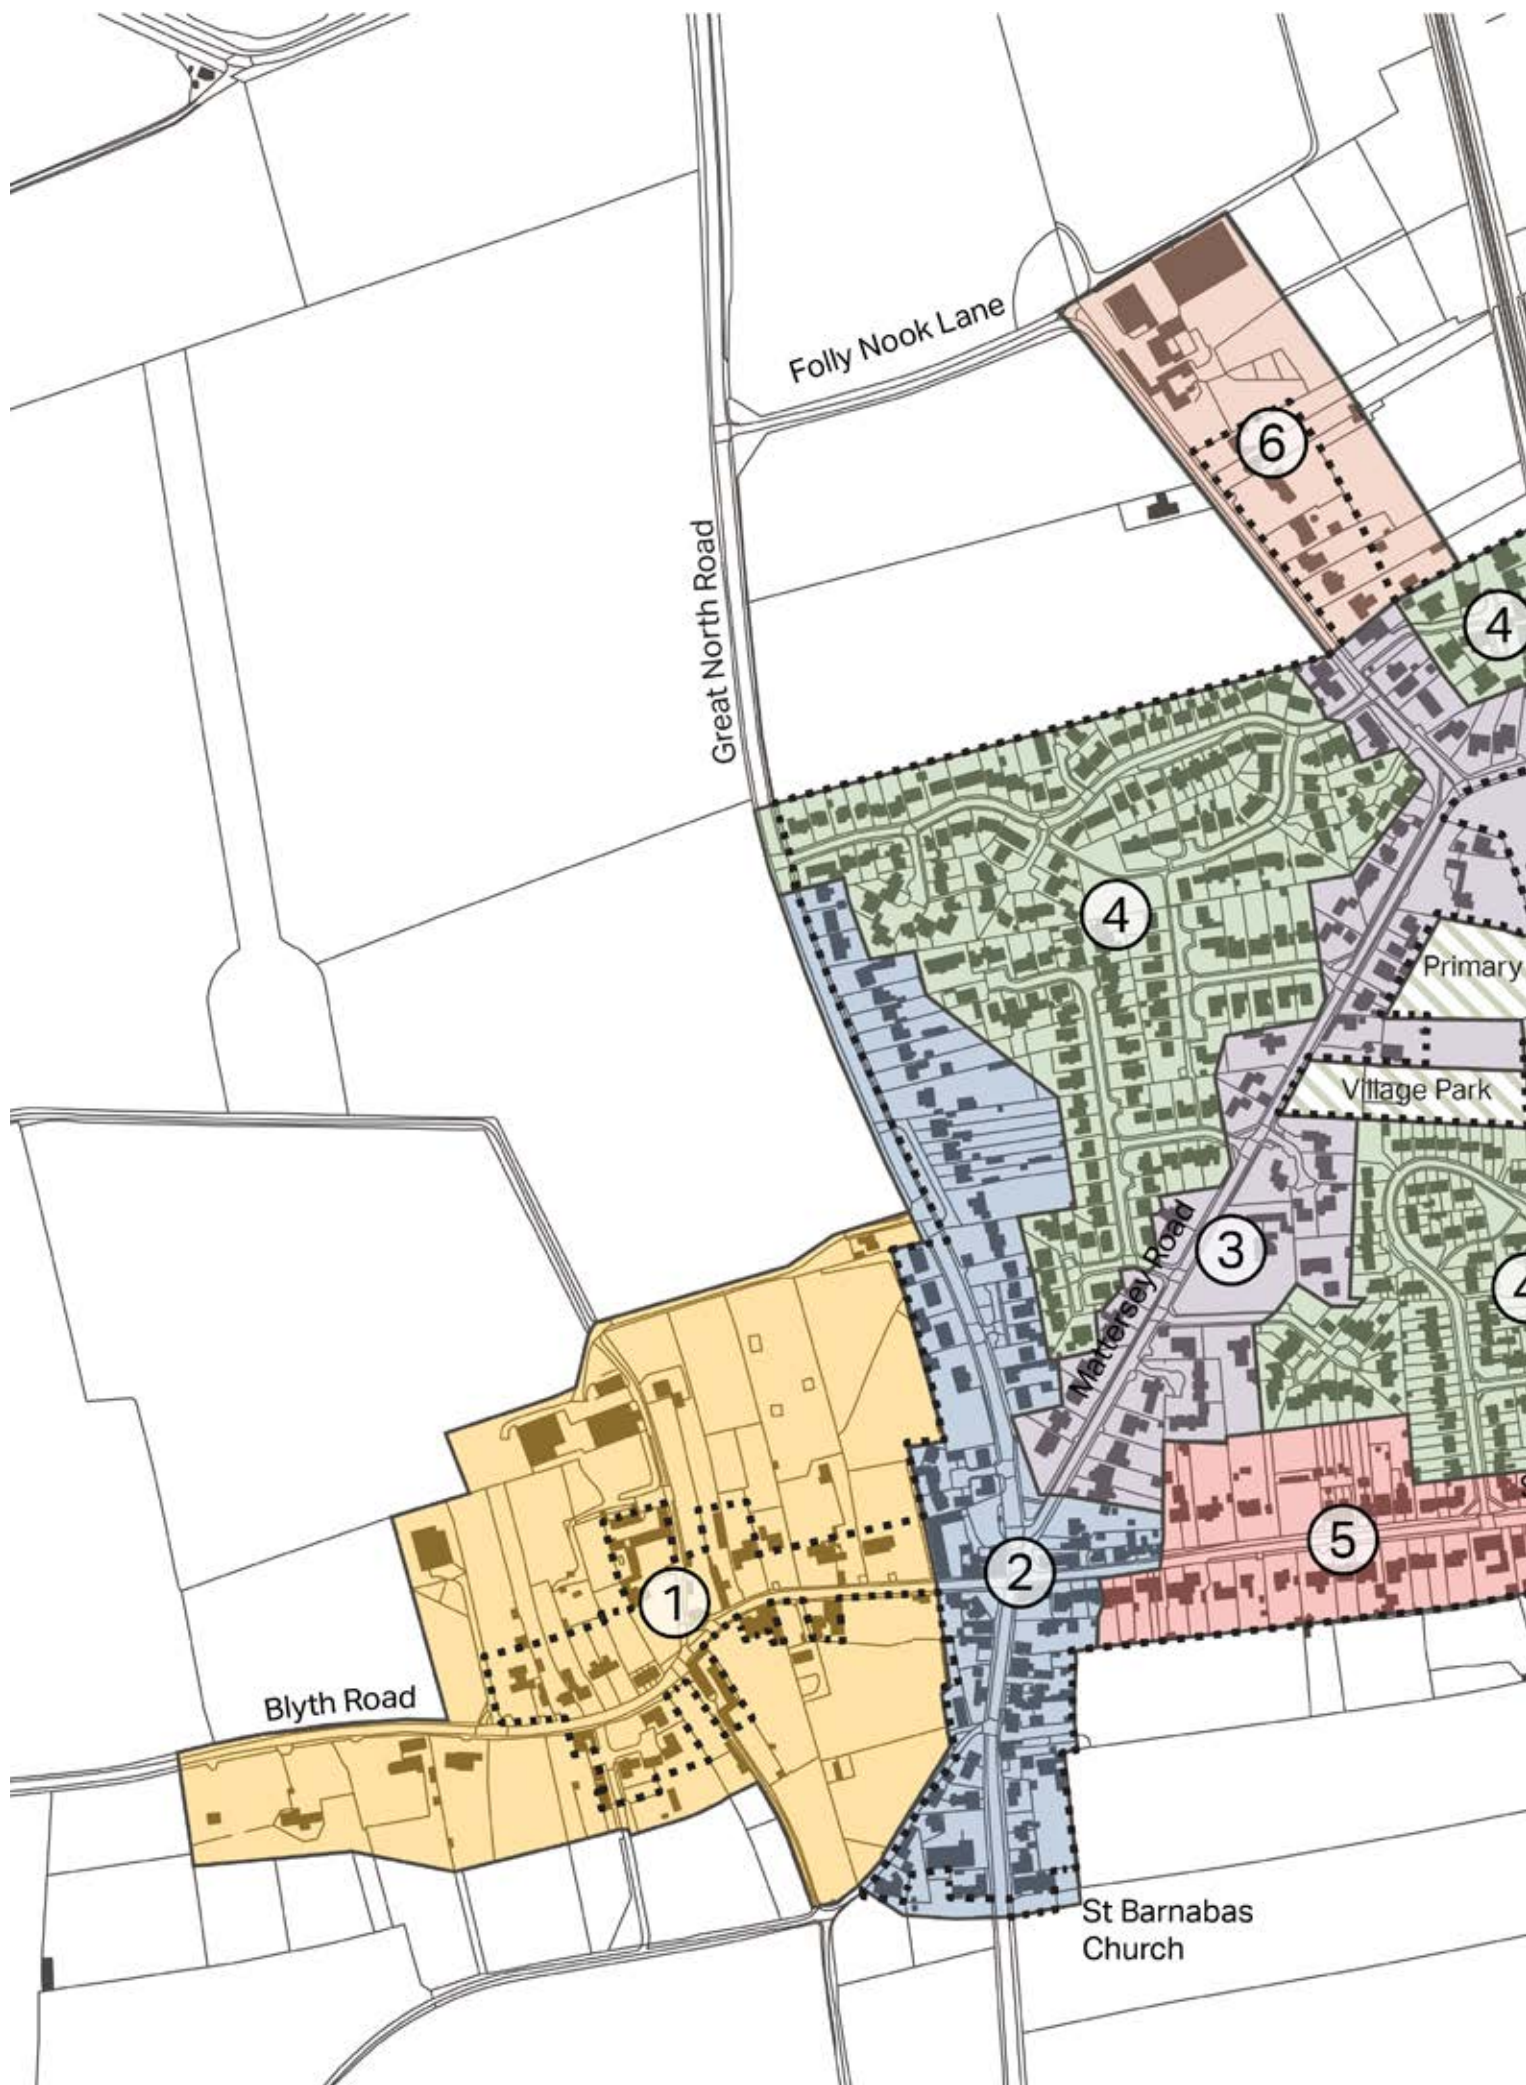 Folly Nook Lane
6
Great North Road
4
4
Primary
Village Park
Mattersey Road
3
4
5
2
1
Blyth Road
St Barnabas
Church